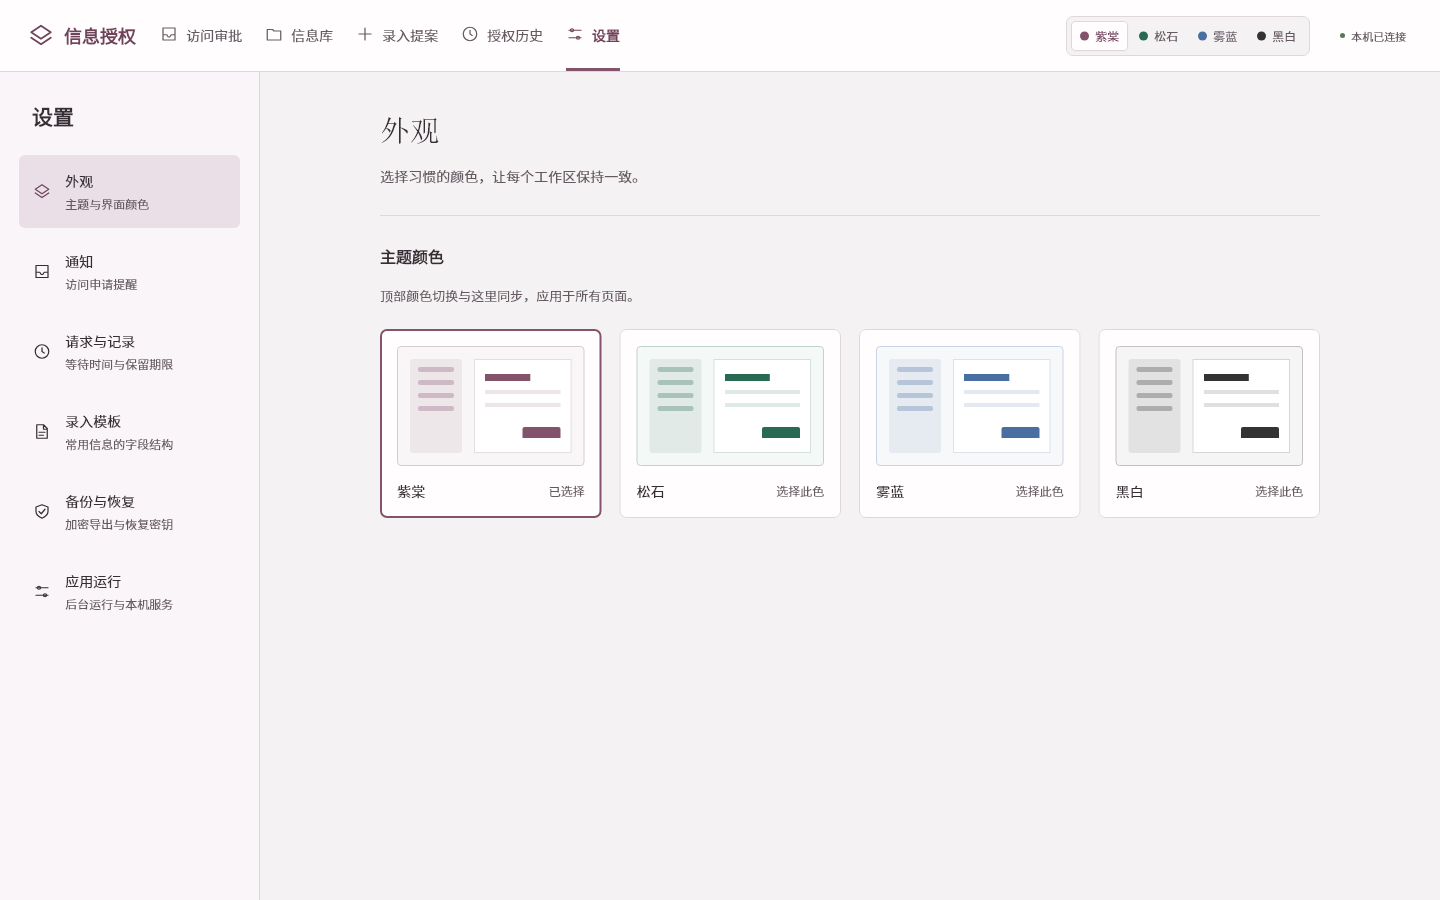 信息授权
访问审批
信息库
录入提案
授权历史
设置
紫棠
松石
雾蓝
黑白
本机已连接
设置
外观
主题与界面颜色
通知
访问申请提醒
请求与记录
等待时间与保留期限
录入模板
常用信息的字段结构
备份与恢复
加密导出与恢复密钥
应用运行
后台运行与本机服务
外观
选择习惯的颜色，让每个工作区保持一致。
主题颜色
顶部颜色切换与这里同步，应用于所有页面。
紫棠
已选择
松石
选择此色
雾蓝
选择此色
黑白
选择此色